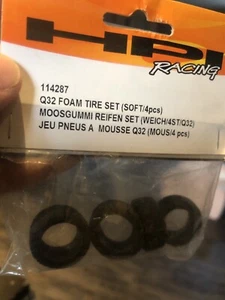 HPI
RACING
114287
Q32 FOAM TIRE SET (SOFT/4pcs)
MOOSGUMMI REIFEN SET (WEICH/4ST/Q32)
JEU PNEUS A MOUSSE Q32 (MOUS/4 pcs)